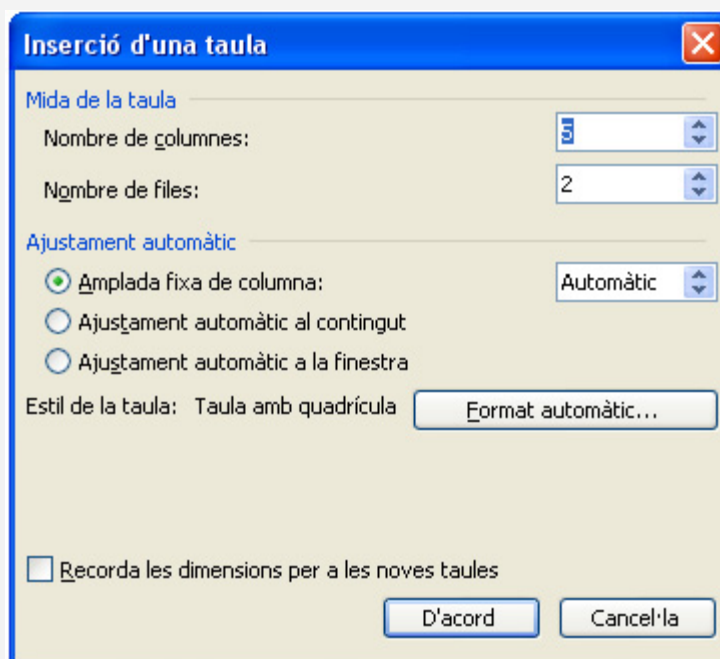 Inserció d'una taula
Mida de la taula
Nombre de columnes: 5
Nombre de files: 2
Ajustament automàtic
Amplada fixa de columna: Automàtic
Ajustament automàtic al contingut
Ajustament automàtic a la finestra
Estil de la taula: Taula amb quadrícula Format automàtic...
Recorda les dimensions per a les noves taules
D'acord Cancel·la